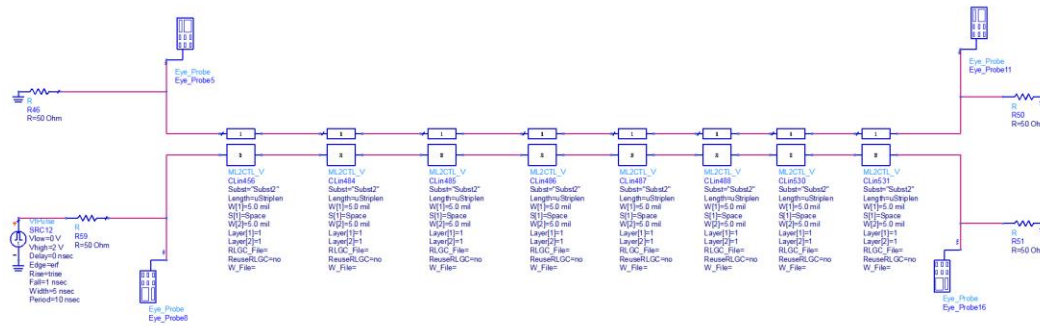 Eye_Probe
Eye_Probe5
Eye_Probe
Eye_Probe11
R
R46
R=50 Ohm
R
R50
R=50 Ohm
ML2CTL_V
CLin456
Subst="Subst2"
Length=uStriplen
W[1]=5.0 mil
S[1]=Space
W[2]=5.0 mil
Layer[1]=1
Layer[2]=1
RLGC_File=
ReuseRLGC=no
W_File=
ML2CTL_V
CLin484
Subst="Subst2"
Length=uStriplen
W[1]=5.0 mil
S[1]=Space
W[2]=5.0 mil
Layer[1]=1
Layer[2]=1
RLGC_File=
ReuseRLGC=no
W_File=
ML2CTL_V
CLin485
Subst="Subst2"
Length=uStriplen
W[1]=5.0 mil
S[1]=Space
W[2]=5.0 mil
Layer[1]=1
Layer[2]=1
RLGC_File=
ReuseRLGC=no
W_File=
ML2CTL_V
CLin486
Subst="Subst2"
Length=uStriplen
W[1]=5.0 mil
S[1]=Space
W[2]=5.0 mil
Layer[1]=1
Layer[2]=1
RLGC_File=
ReuseRLGC=no
W_File=
ML2CTL_V
CLin487
Subst="Subst2"
Length=uStriplen
W[1]=5.0 mil
S[1]=Space
W[2]=5.0 mil
Layer[1]=1
Layer[2]=1
RLGC_File=
ReuseRLGC=no
W_File=
ML2CTL_V
CLin488
Subst="Subst2"
Length=uStriplen
W[1]=5.0 mil
S[1]=Space
W[2]=5.0 mil
Layer[1]=1
Layer[2]=1
RLGC_File=
ReuseRLGC=no
W_File=
ML2CTL_V
CLin530
Subst="Subst2"
Length=uStriplen
W[1]=5.0 mil
S[1]=Space
W[2]=5.0 mil
Layer[1]=1
Layer[2]=1
RLGC_File=
ReuseRLGC=no
W_File=
ML2CTL_V
CLin531
Subst="Subst2"
Length=uStriplen
W[1]=5.0 mil
S[1]=Space
W[2]=5.0 mil
Layer[1]=1
Layer[2]=1
RLGC_File=
ReuseRLGC=no
W_File=
SRC12
Vlow=0 V
Vhigh=2 V
Delay=0 nsec
Edge=erf
Rise=trise
Fall=1 nsec
Width=5 nsec
Period=10 nsec
R
R59
R=50 Ohm
R
R51
R=50 Oh
Eye_Probe
Eye_Probe8
Eye_Probe
Eye_Probe16